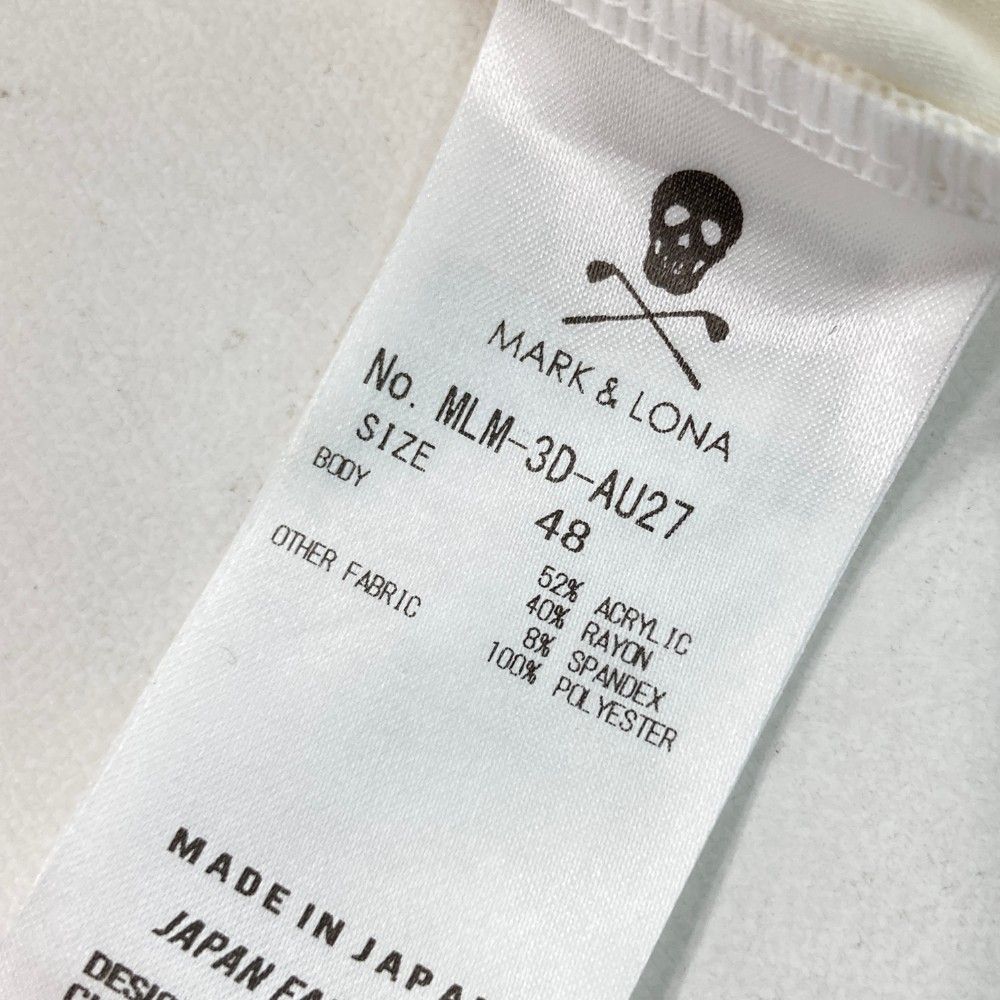 MARK & LONA
No. MLM-3D-AU27
SIZE 48
BODY 52% ACRYLIC
40% RAYON
8% SPANDEX
OTHER FABRIC 100% POLYESTER
MADE IN JAPAN
JAPAN